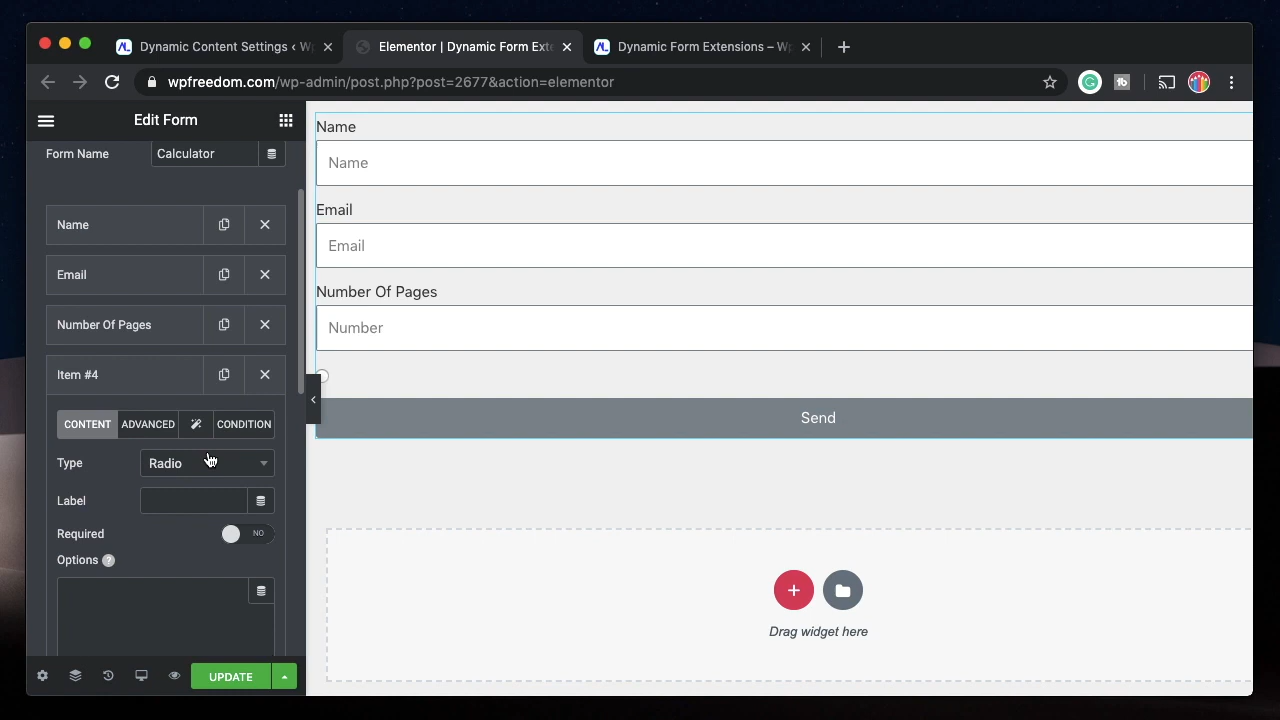 Dynamic Content Settings ‹ W
Elementor | Dynamic Form Exte
Dynamic Form Extensions – Wp
wpfreedom.com/wp-admin/post.php?post=2677&action=elementor
Edit Form
Form Name
Calculator
Name
Email
Number Of Pages
Item #4
CONTENT
ADVANCED
CONDITION
Type
Radio
Label
Required
NO
Options
?
UPDATE
Name
Name
Email
Email
Number Of Pages
Number
Send
Drag widget here